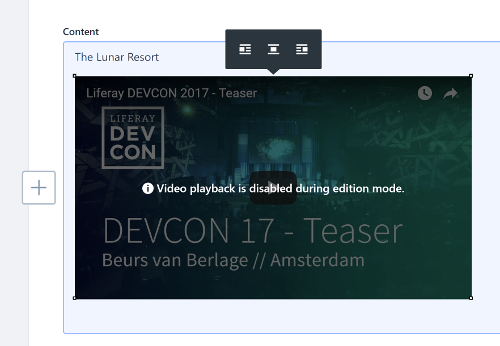 Content
The Lunar Resort
Liferay DEVCON 2017 - Teaser
LIFERAY
DEV
CON
Video playback is disabled during edition mode.
DEVCON 17 - Teaser
Beurs van Berlage // Amsterdam